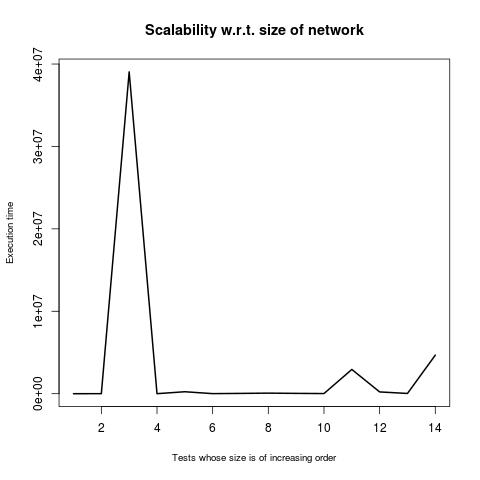 Scalability w.r.t. size of network
4e+07
3e+07
2e+07
1e+07
0e+00
Execution time
2 4 6 8 10 12 14
Tests whose size is of increasing order